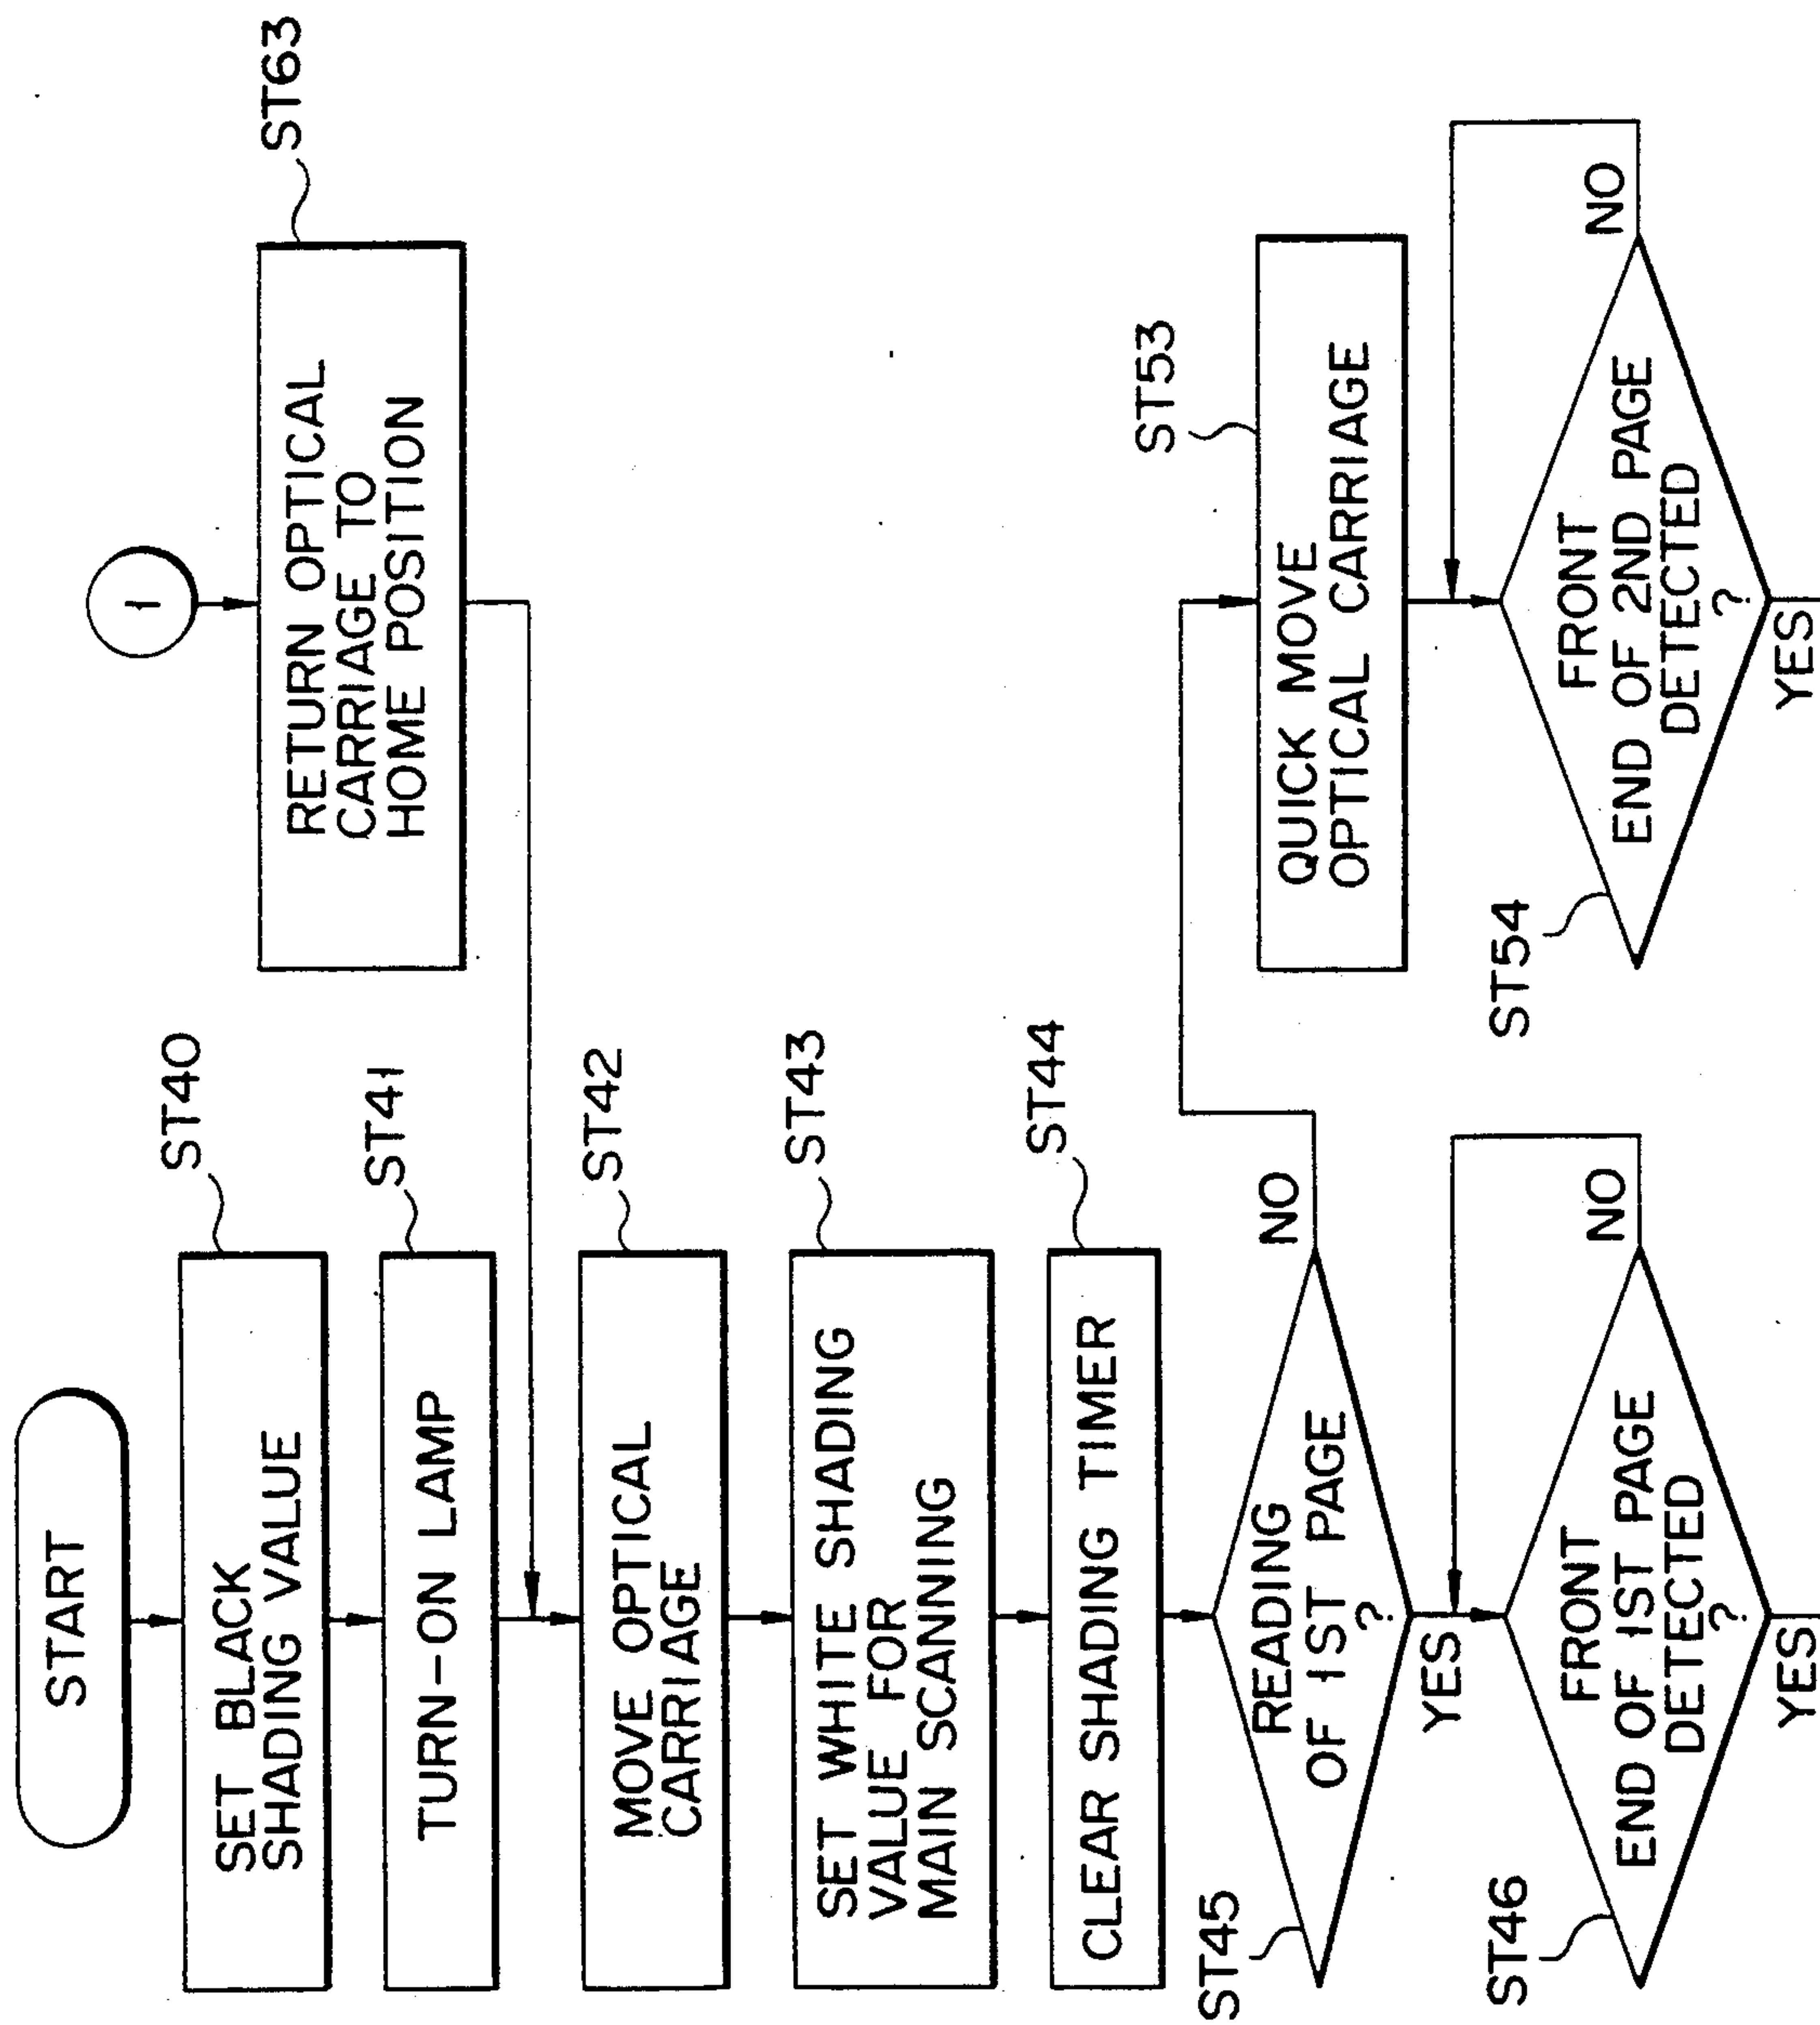 START
ST40
SET BLACK
SHADING VALUE
ST41
TURN-ON LAMP
ST42
MOVE OPTICAL
CARRIAGE
ST43
SET WHITE SHADING
VALUE FOR
MAIN SCANNING
ST44
CLEAR SHADING TIMER
ST45
READING
OF 1ST PAGE
?
NO
YES
ST46
FRONT
END OF 1ST PAGE
DETECTED
?
NO
YES
1
ST63
RETURN OPTICAL
CARRIAGE TO
HOME POSITION
ST53
QUICK MOVE
OPTICAL CARRIAGE
ST54
FRONT
END OF 2ND PAGE
DETECTED
?
NO
YES